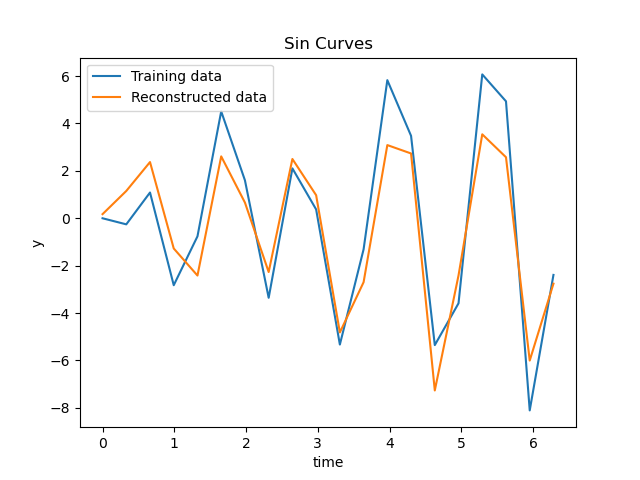 Sin Curves
Training data
Reconstructed data
6
4
2
0
−2
−4
−6
−8
y
0 1 2 3 4 5 6
time